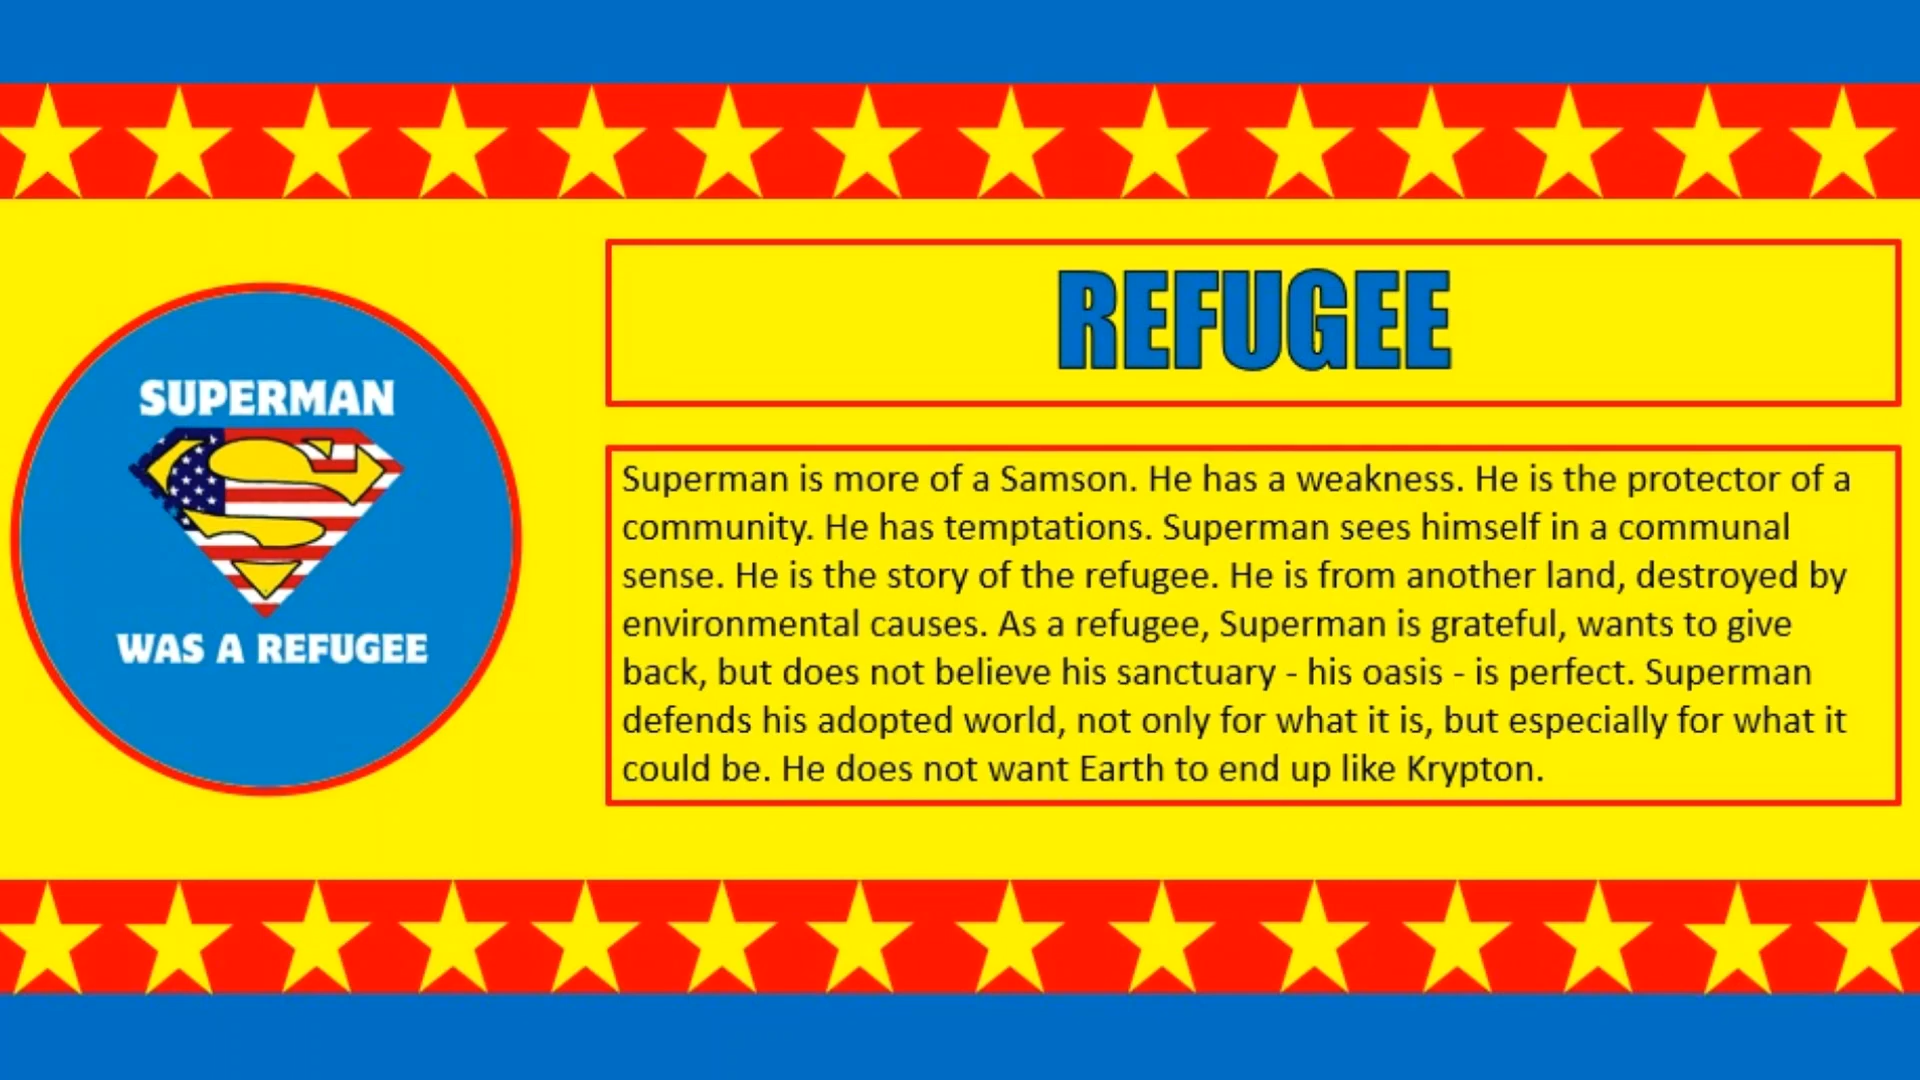 SUPERMAN
WAS A REFUGEE
REFUGEE
Superman is more of a Samson. He has a weakness. He is the protector of a
community. He has temptations. Superman sees himself in a communal
sense. He is the story of the refugee. He is from another land, destroyed by
environmental causes. As a refugee, Superman is grateful, wants to give
back, but does not believe his sanctuary - his oasis - is perfect. Superman
defends his adopted world, not only for what it is, but especially for what it
could be. He does not want Earth to end up like Krypton.